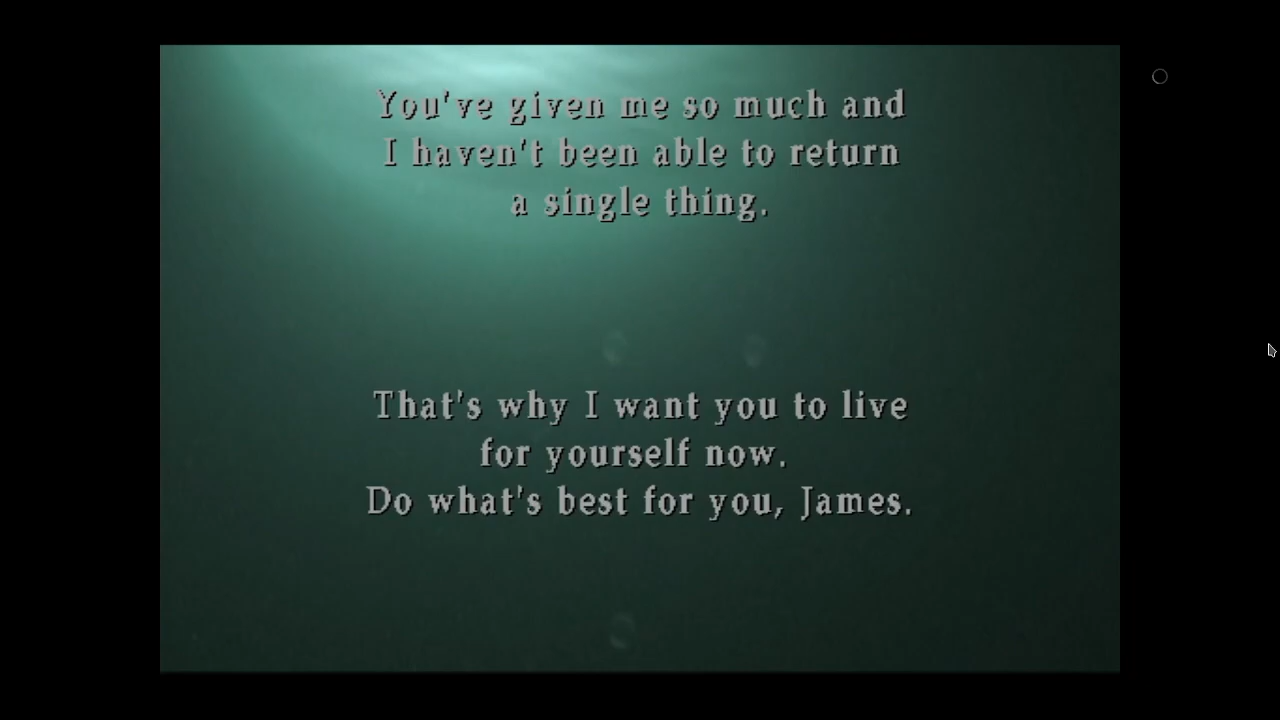 You've given me so much and
I haven't been able to return
a single thing.
That's why I want you to live
for yourself now.
Do what's best for you, James.